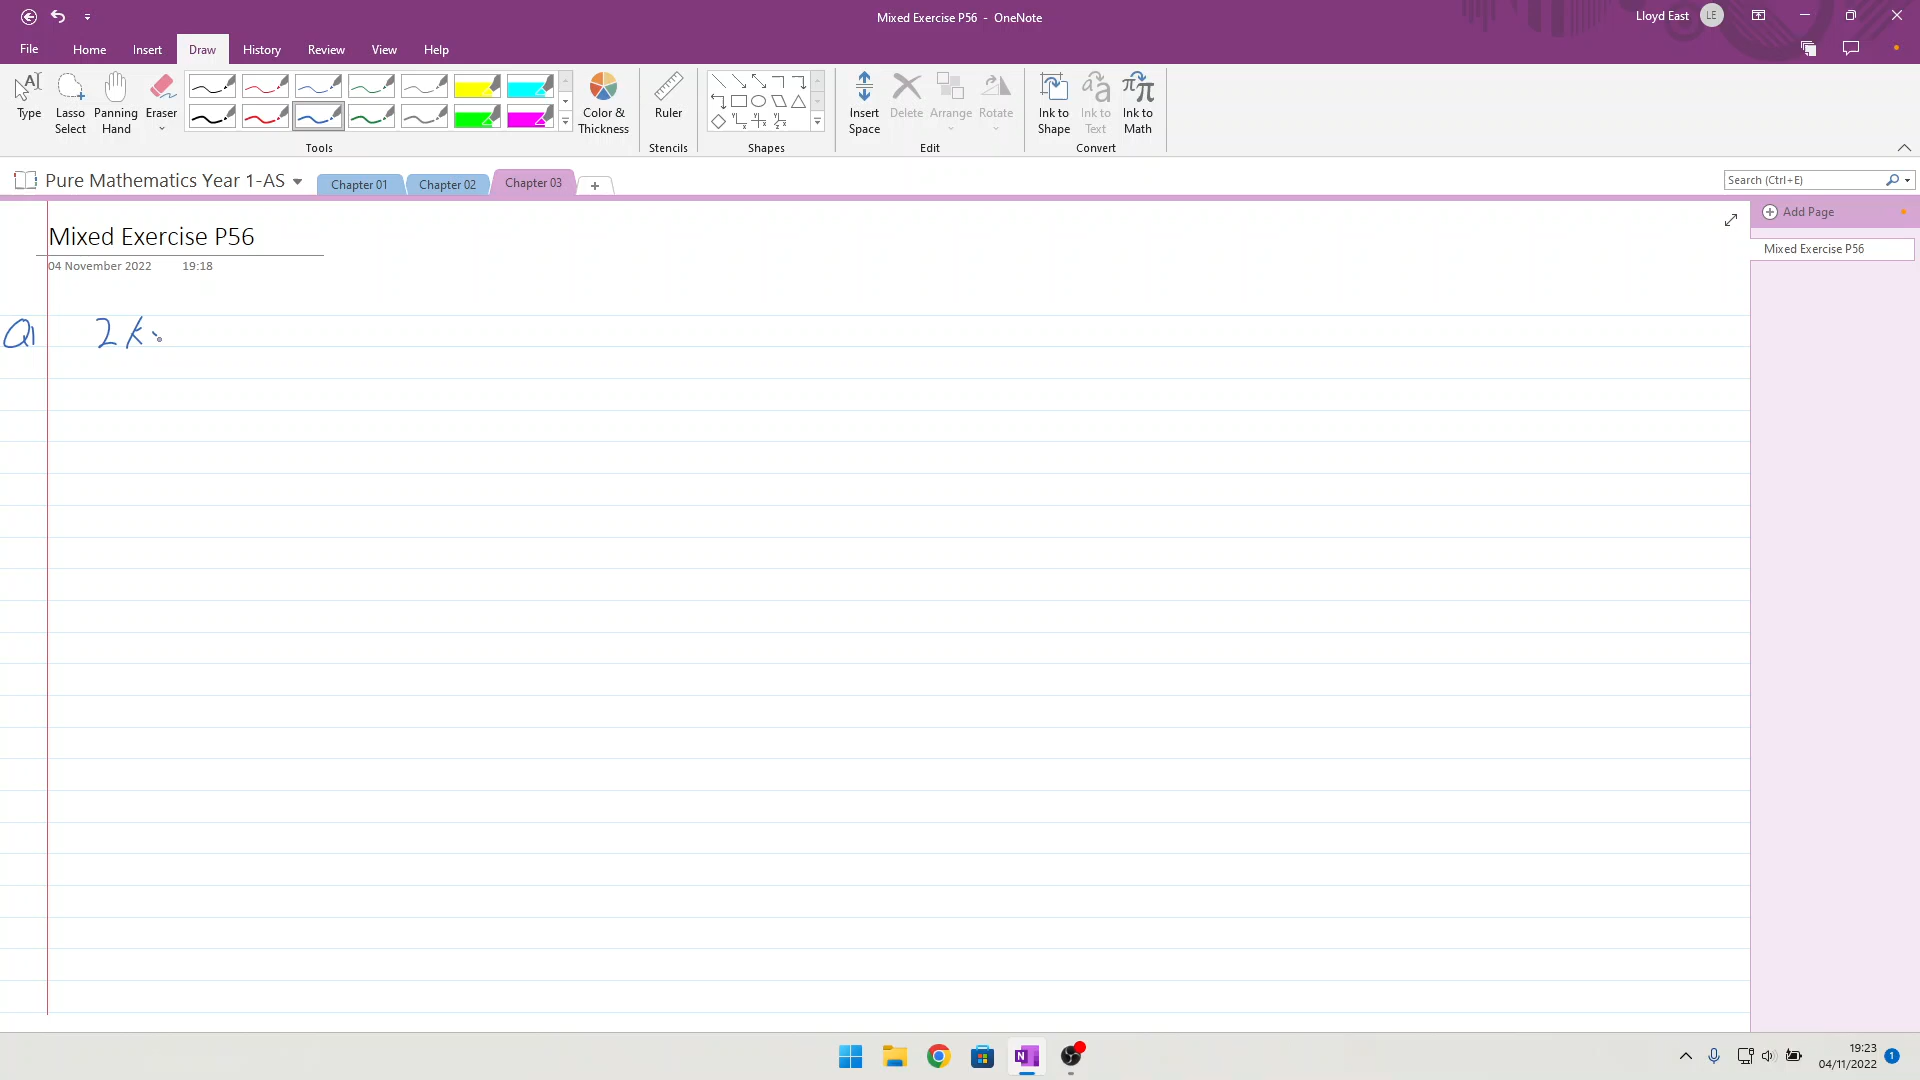 Mixed Exercise P56 - OneNote
Lloyd East
LE
File
Home
Insert
Draw
History
Review
View
Help
Type
Lasso Select
Panning Hand
Eraser
Color & Thickness
Ruler
Insert Space
Delete
Arrange
Rotate
Ink to Shape
Ink to Text
Ink to Math
Tools
Stencils
Shapes
Edit
Convert
Pure Mathematics Year 1-AS
Chapter 01
Chapter 02
Chapter 03
Search (Ctrl+E)
Add Page
Mixed Exercise P56
Mixed Exercise P56
04 November 2022 19:18
Q1 2k
19:23
04/11/2022
1